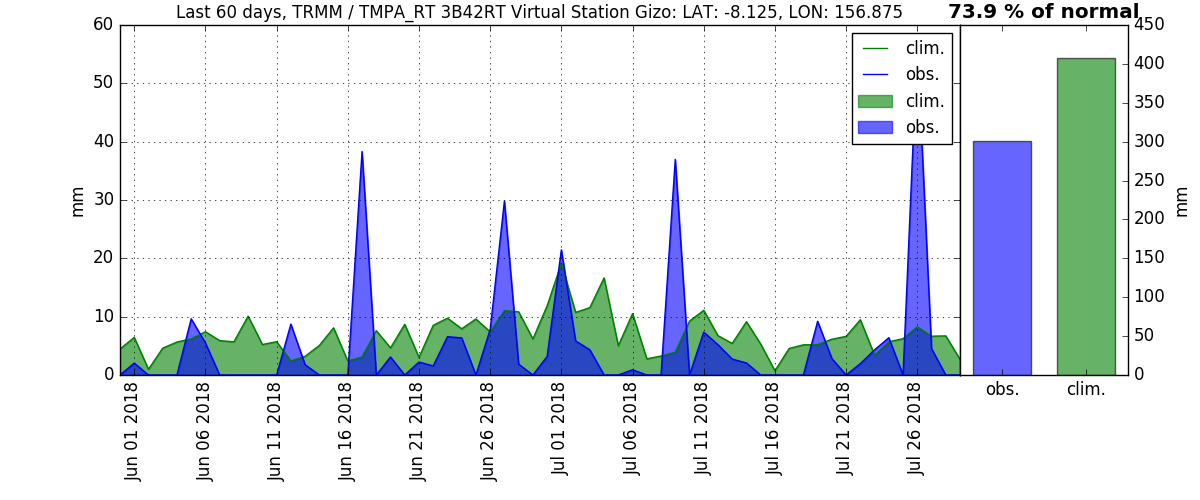 Last 60 days, TRMM / TMPA_RT 3B42RT Virtual Station Gizo: LAT: -8.125, LON: 156.875
73.9 % of normal
60
50
40
30
20
10
0
mm
clim.
obs.
clim.
obs.
450
400
350
300
250
200
150
100
50
0
mm
Jun 01 2018
Jun 06 2018
Jun 11 2018
Jun 16 2018
Jun 21 2018
Jun 26 2018
Jul 01 2018
Jul 06 2018
Jul 11 2018
Jul 16 2018
Jul 21 2018
Jul 26 2018
obs.
clim.